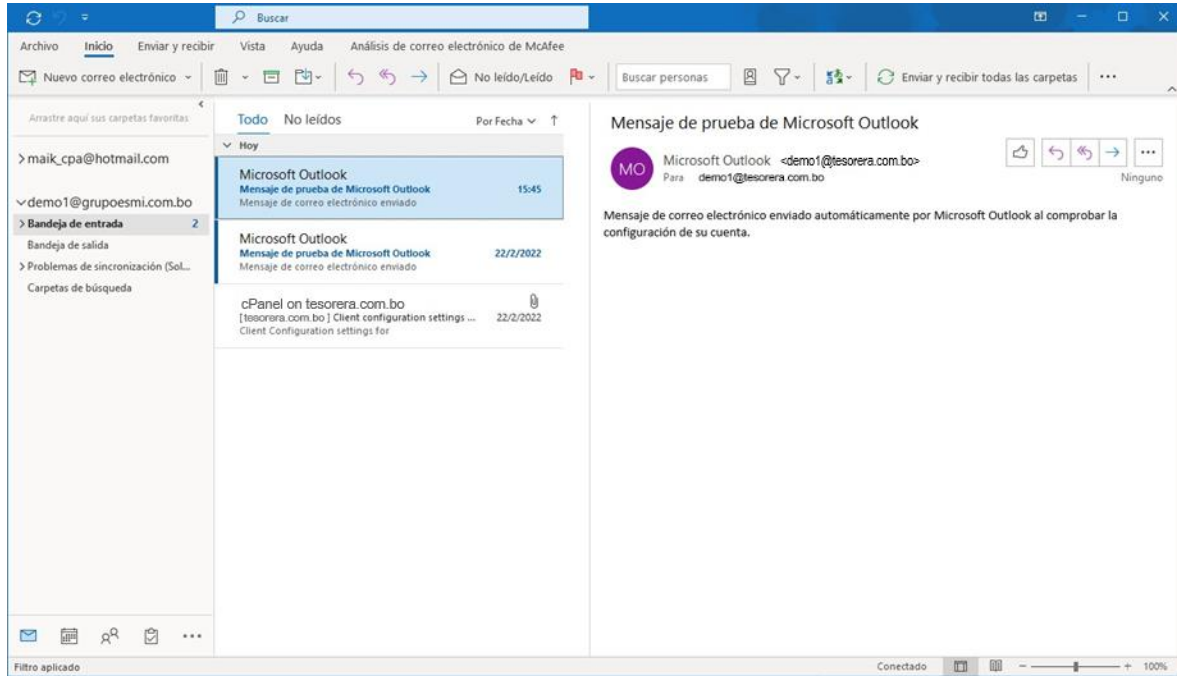 Buscar
Archivo Inicio Enviar y recibir Vista Ayuda Análisis de correo electrónico de McAfee
Nuevo correo electrónico No leído/Leído Buscar personas Enviar y recibir todas las carpetas ...
Arrastre aquí sus carpetas favoritas
maik_cpa@hotmail.com
demo1@grupoesmi.com.bo
Bandeja de entrada 2
Bandeja de salida
Problemas de sincronización (Sol...
Carpetas de búsqueda
Todo No leídos Por Fecha
Hoy
Microsoft Outlook
Mensaje de prueba de Microsoft Outlook 15:45
Mensaje de correo electrónico enviado
Microsoft Outlook
Mensaje de prueba de Microsoft Outlook 22/2/2022
Mensaje de correo electrónico enviado
cPanel on tesorera.com.bo
[tesorera.com.bo ] Client configuration settings ... 22/2/2022
Client Configuration settings for
Mensaje de prueba de Microsoft Outlook
MO
Microsoft Outlook <demo1@tesorera.com.bo>
Para demo1@tesorera.com.bo
Ninguno
Mensaje de correo electrónico enviado automáticamente por Microsoft Outlook al comprobar la
configuración de su cuenta.
Filtro aplicado
Conectado 100%